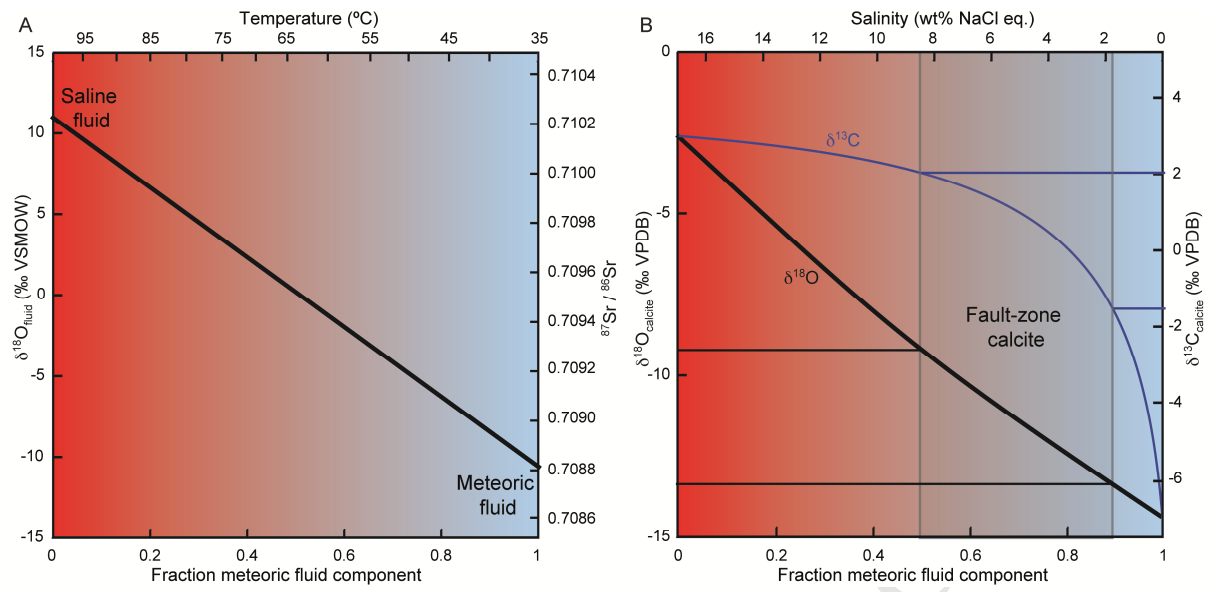 A
Temperature (ºC)
95 85 75 65 55 45 35
15
10
5
0
-5
-10
-15
δ¹⁸Ofluid (‰ VSMOW)
Saline
fluid
Meteoric
fluid
0.7104
0.7102
0.7100
0.7098
0.7096
0.7094
0.7092
0.7090
0.7088
0.7086
⁸⁷Sr / ⁸⁶Sr
0 0.2 0.4 0.6 0.8 1
Fraction meteoric fluid component
B
Salinity (wt% NaCl eq.)
16 14 12 10 8 6 4 2 0
0
-5
-10
-15
δ¹⁸Ocalcite (‰ VPDB)
δ¹³C
δ¹⁸O
Fault-zone
calcite
4
2
0
-2
-4
-6
δ¹³Ccalcite (‰ VPDB)
0 0.2 0.4 0.6 0.8 1
Fraction meteoric fluid component